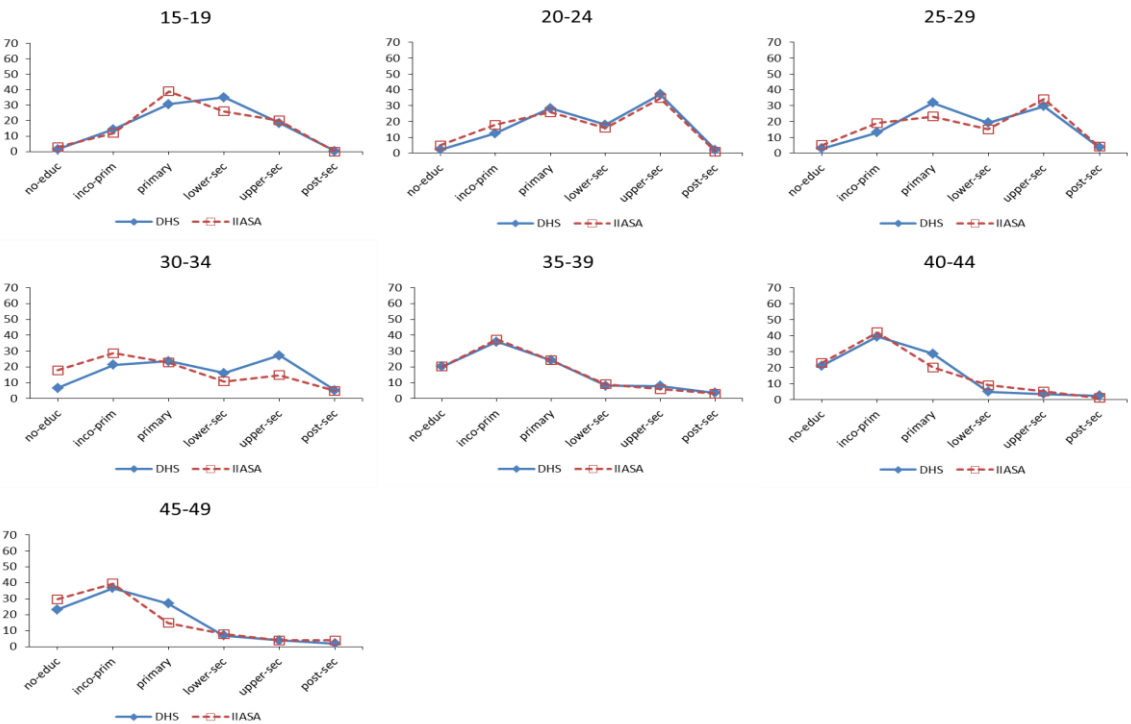 15-19
70
60
50
40
30
20
10
0
no-educ
inco-prim
primary
lower-sec
upper-sec
post-sec
DHS IIASA
20-24
70
60
50
40
30
20
10
0
no-educ
inco-prim
primary
lower-sec
upper-sec
post-sec
DHS IIASA
25-29
70
60
50
40
30
20
10
0
no-educ
inco-prim
primary
lower-sec
upper-sec
post-sec
DHS IIASA
30-34
70
60
50
40
30
20
10
0
no-educ
inco-prim
primary
lower-sec
upper-sec
post-sec
DHS IIASA
35-39
70
60
50
40
30
20
10
0
no-educ
inco-prim
primary
lower-sec
upper-sec
post-sec
DHS IIASA
40-44
70
60
50
40
30
20
10
0
no-educ
inco-prim
primary
lower-sec
upper-sec
post-sec
DHS IIASA
45-49
70
60
50
40
30
20
10
0
no-educ
inco-prim
primary
lower-sec
upper-sec
post-sec
DHS IIASA